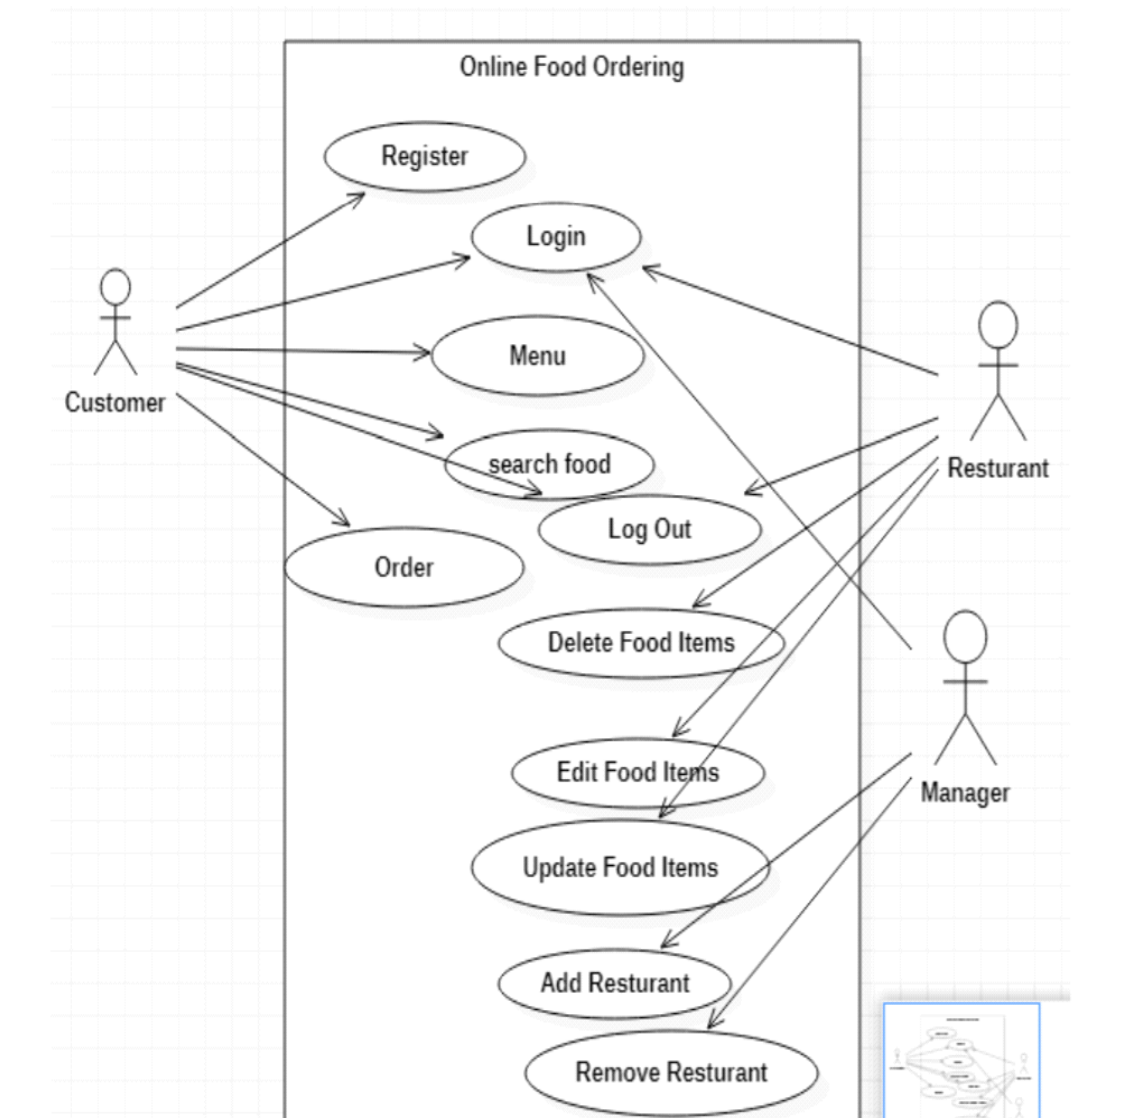 Online Food Ordering
Register
Login
Customer
Menu
search food
Resturant
Log Out
Order
Delete Food Items
Edit Food Items
Manager
Update Food Items
Add Resturant
Remove Resturant